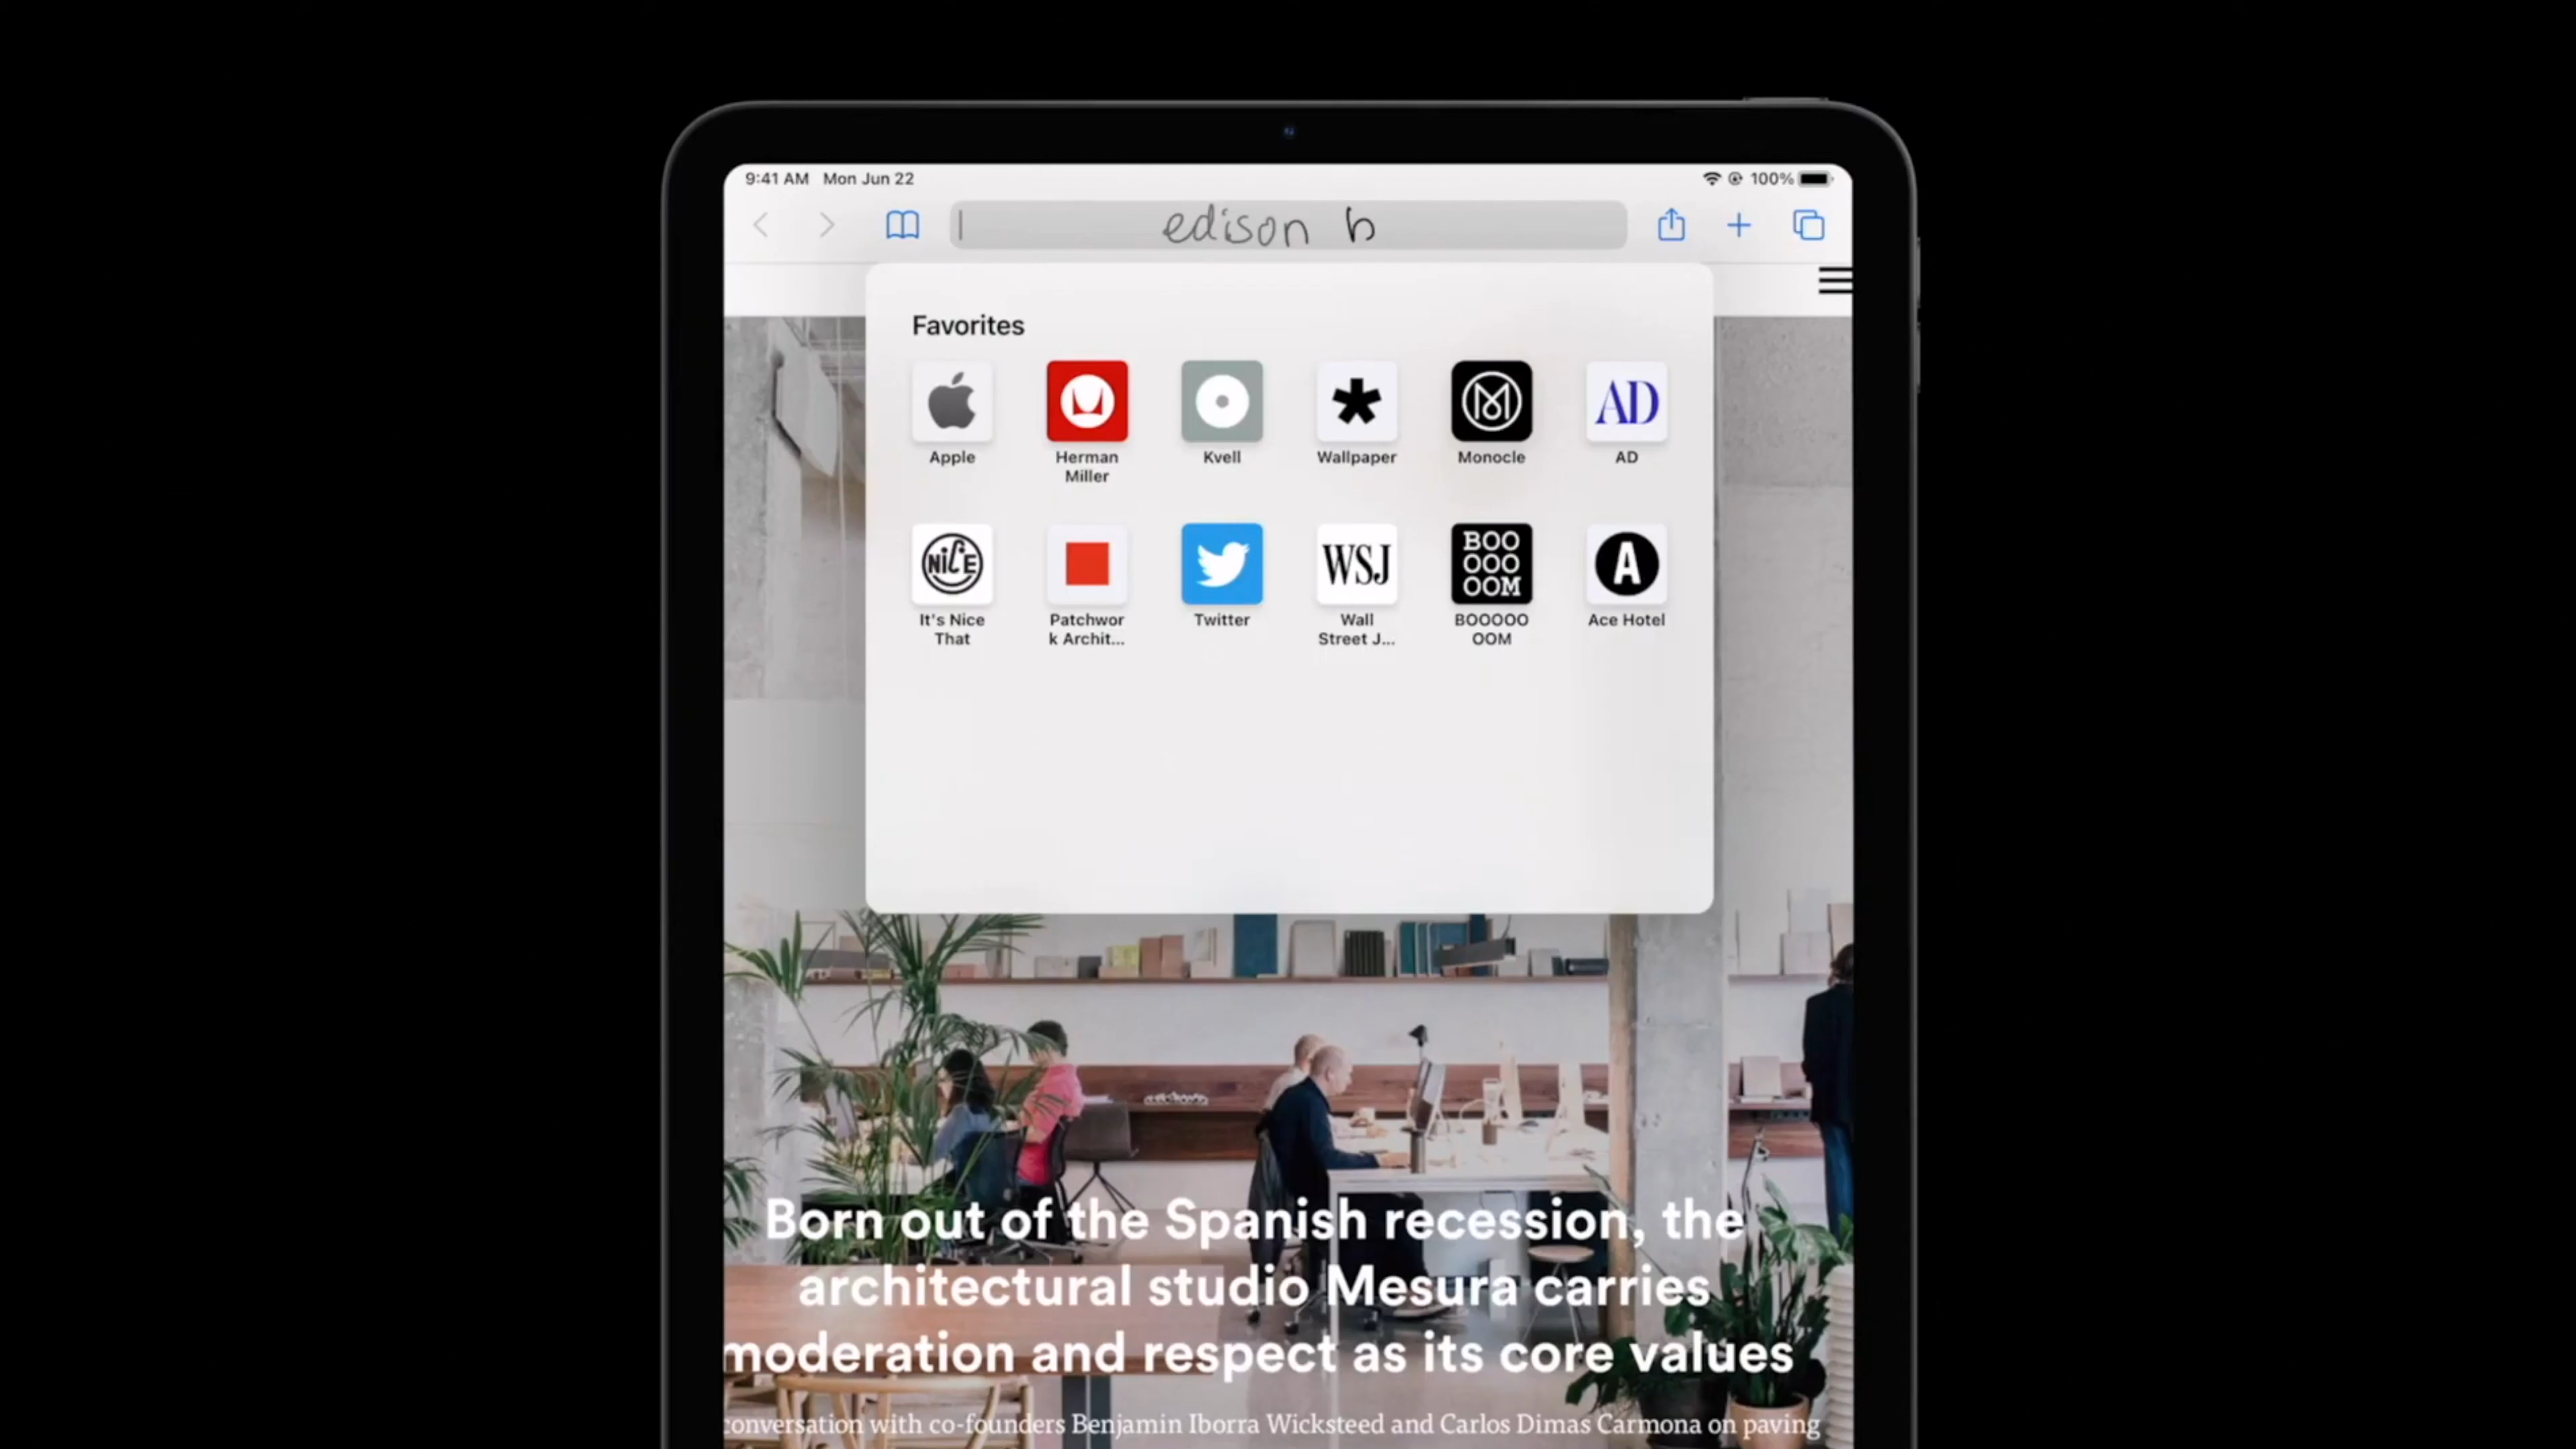 9:41 AM Mon Jun 22
100%
edison b
Favorites
Apple
Herman
Miller
Kvell
Wallpaper
Monocle
AD
AD
NICE
It's Nice
That
Patchwor
k Archit...
Twitter
WSJ
Wall
Street J...
BOO
OOO
OOM
BOOOOO
OOM
A
Ace Hotel
Born out of the Spanish recession, the
architectural studio Mesura carries
moderation and respect as its core values
conversation with co-founders Benjamin Iborra Wicksteed and Carlos Dimas Carmona on paving